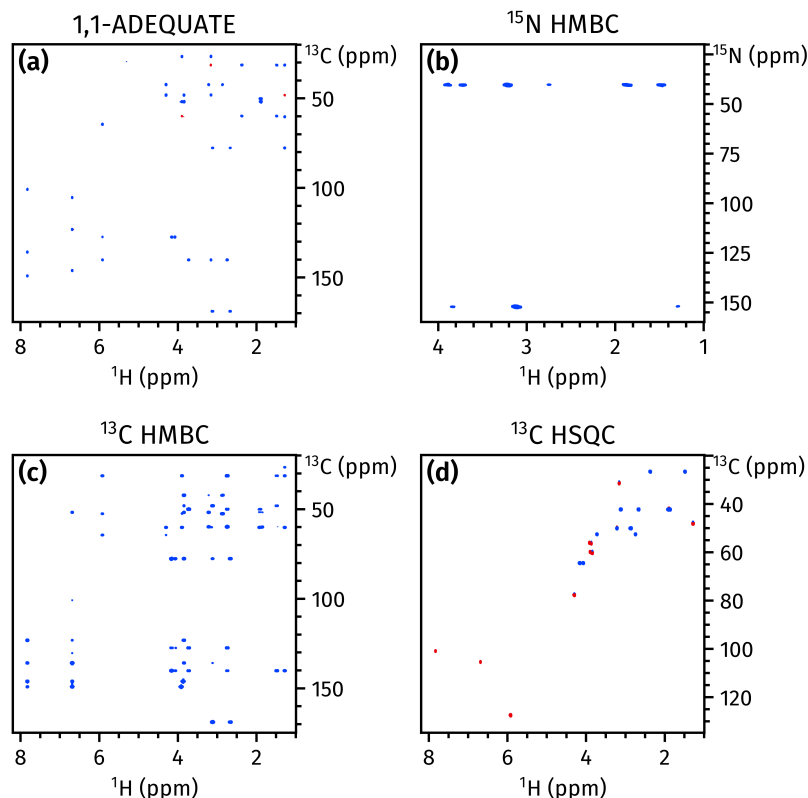 1,1-ADEQUATE
(a)
¹³C (ppm)
50
100
150
8 6 4 2
¹H (ppm)
¹⁵N HMBC
(b)
¹⁵N (ppm)
50
75
100
125
150
4 3 2 1
¹H (ppm)
¹³C HMBC
(c)
¹³C (ppm)
50
100
150
8 6 4 2
¹H (ppm)
¹³C HSQC
(d)
¹³C (ppm)
40
60
80
100
120
8 6 4 2
¹H (ppm)